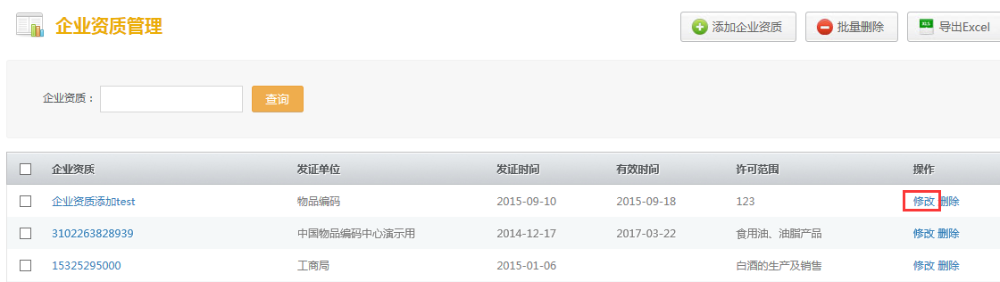 企业资质管理
添加企业资质 批量删除 导出Excel
企业资质： 查询
企业资质 发证单位 发证时间 有效时间 许可范围 操作
企业资质添加test 物品编码 2015-09-10 2015-09-18 123 修改 删除
3102263828939 中国物品编码中心演示用 2014-12-17 2017-03-22 食用油、油脂产品 修改 删除
15325295000 工商局 2015-01-06 白酒的生产及销售 修改 删除